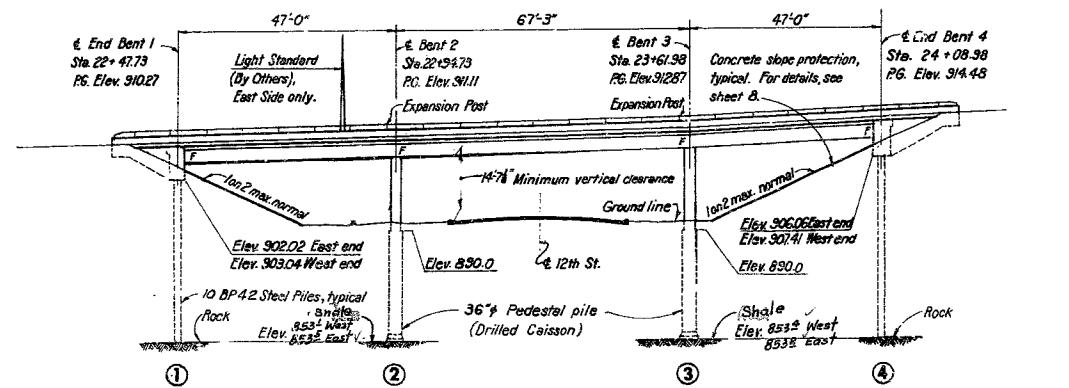 47'-0"
67'-3"
47'-0"
℄ End Bent 1
Sta. 22+47.73
P.G. Elev. 910.27
Light Standard
(By Others),
East Side only.
℄ Bent 2
Sta. 22+94.73
P.G. Elev. 911.11
Expansion Post
℄ Bent 3
Sta. 23+61.98
P.G. Elev. 912.87
Expansion Post
Concrete slope protection,
typical. For details, see
sheet 8.
℄ End Bent 4
Sta. 24+08.98
P.G. Elev. 914.48
F
F
F
F
1 on 2 max. normal
Minimum vertical clearance
Ground line
1 on 2 max. normal
Elev. 902.02 East end
Elev. 903.04 West end
Elev. 890.0
℄ 12th St.
Elev. 890.0
Elev. 906.06 East end
Elev. 907.41 West end
10 BP 42 Steel Piles, typical
Rock
Shale
Elev. West
East
36"⌀ Pedestal pile
(Drilled Caisson)
Shale
Elev. West
East
Rock
1
2
3
4